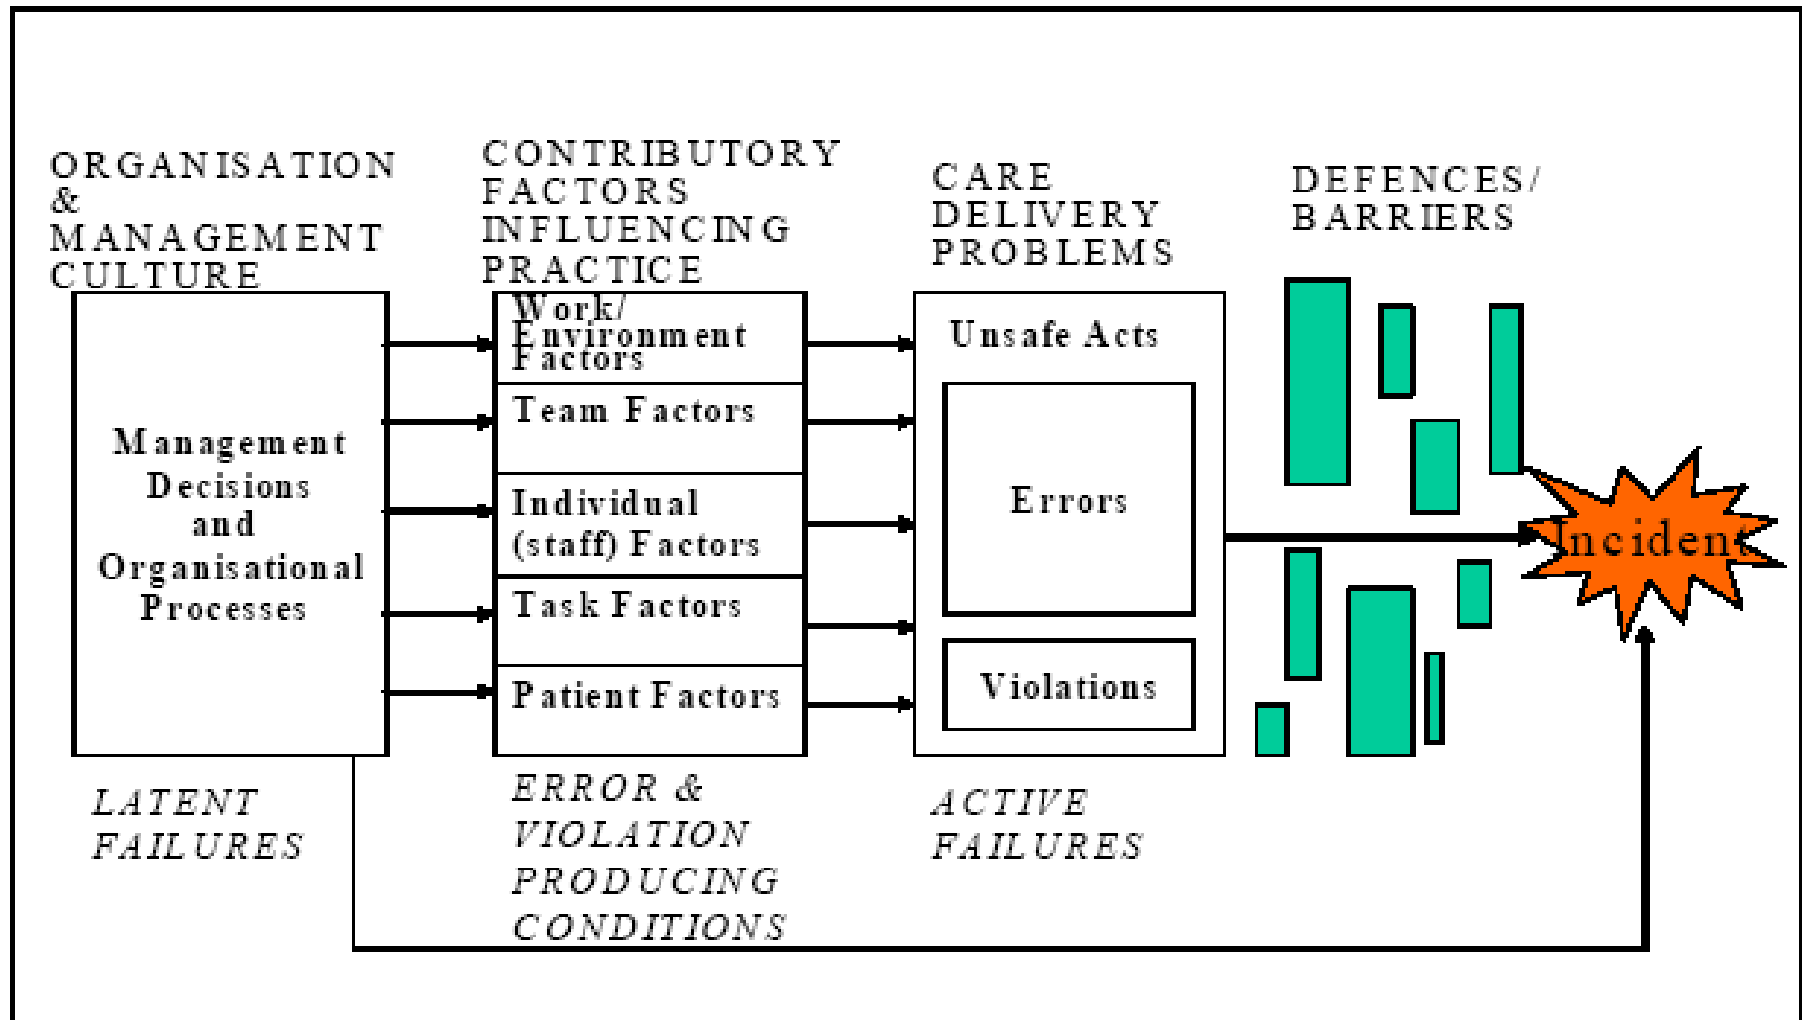 ORGANISATION
&
MANAGEMENT
CULTURE
CONTRIBUTORY
FACTORS
INFLUENCING
PRACTICE
CARE
DELIVERY
PROBLEMS
DEFENCES/
BARRIERS
Management
Decisions
and
Organisational
Processes
Work/
Environment
Factors
Team Factors
Individual
(staff) Factors
Task Factors
Patient Factors
Unsafe Acts
Errors
Violations
Incident
LATENT
FAILURES
ERROR &
VIOLATION
PRODUCING
CONDITIONS
ACTIVE
FAILURES